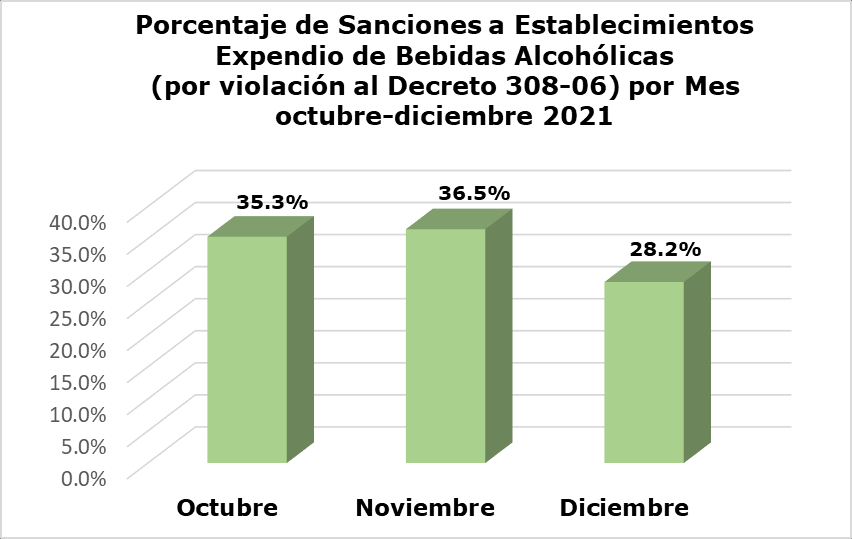 Porcentaje de Sanciones a Establecimientos
Expendio de Bebidas Alcohólicas
(por violación al Decreto 308-06) por Mes
octubre-diciembre 2021
35.3%
36.5%
28.2%
40.0%
35.0%
30.0%
25.0%
20.0%
15.0%
10.0%
5.0%
0.0%
Octubre
Noviembre
Diciembre